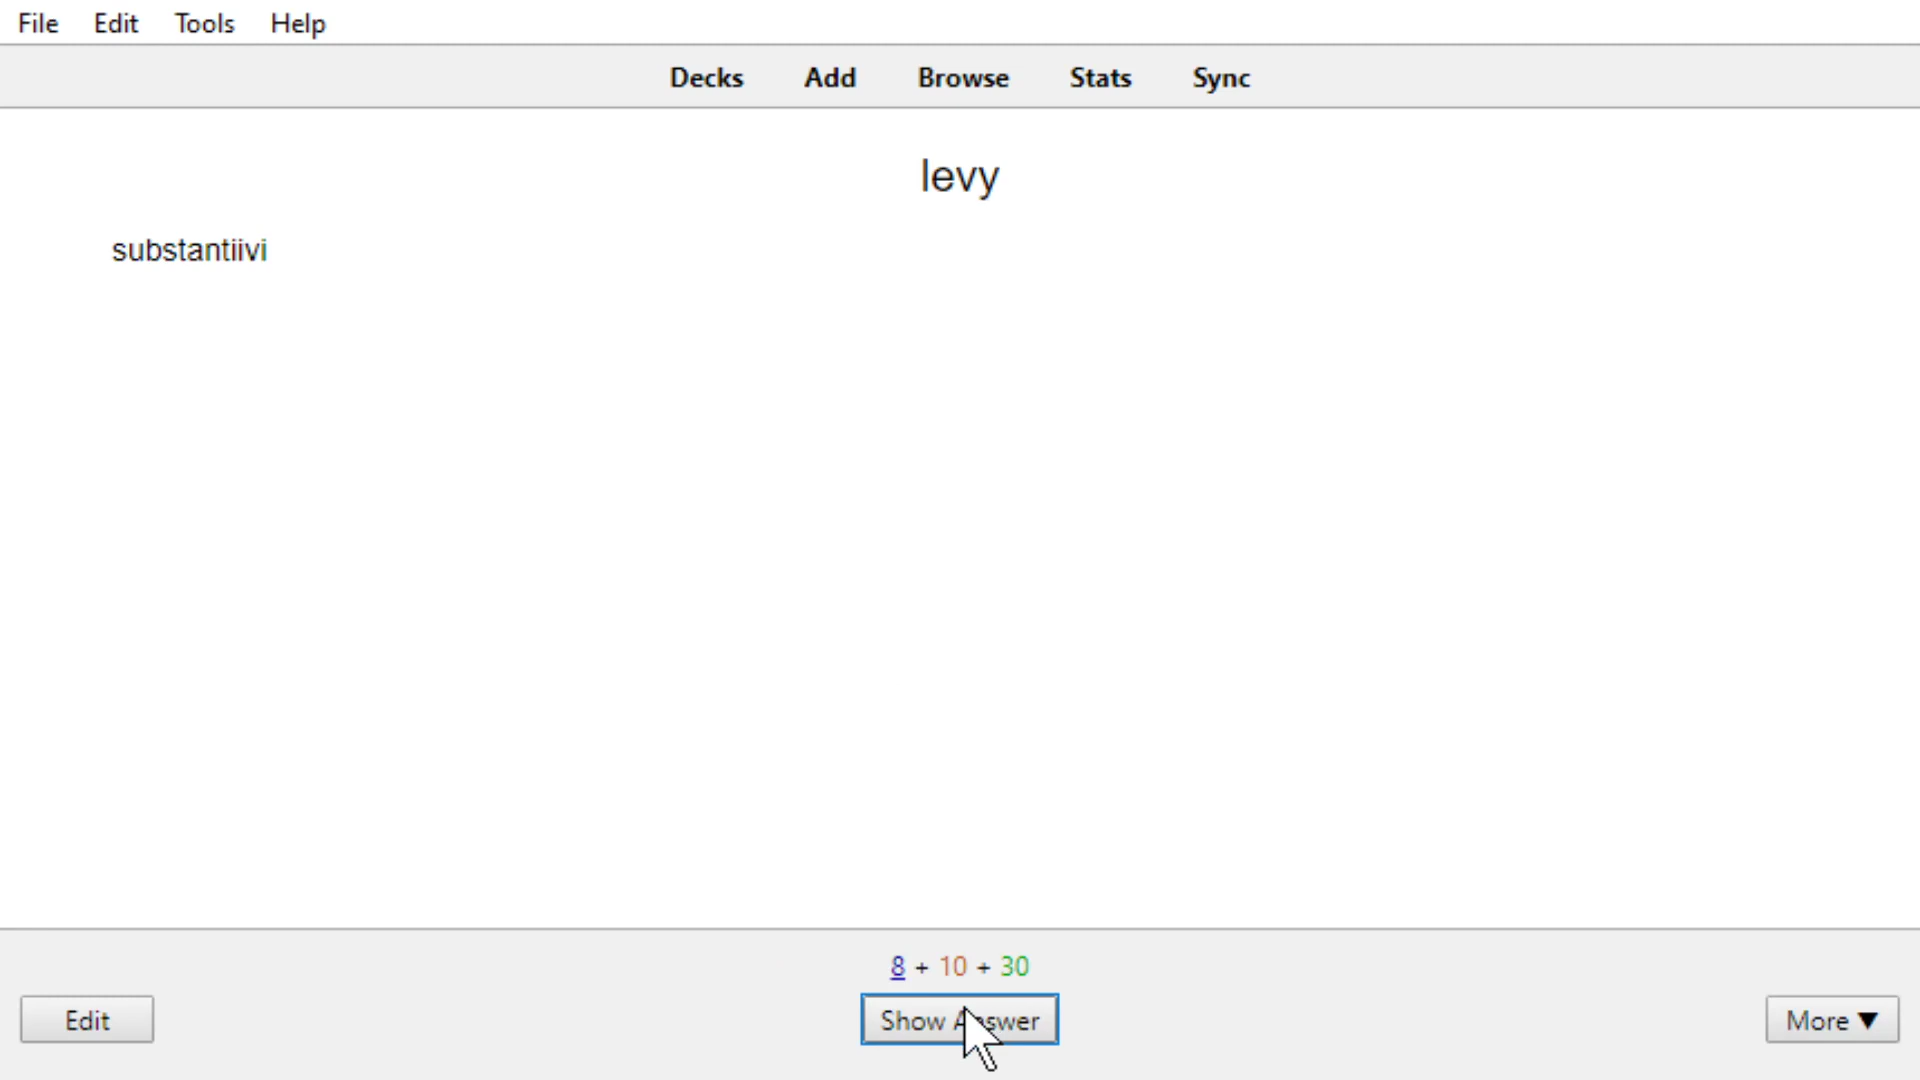 File Edit Tools Help
Decks Add Browse Stats Sync
levy
substantiivi
8 + 10 + 30
Edit Show Answer More ▼